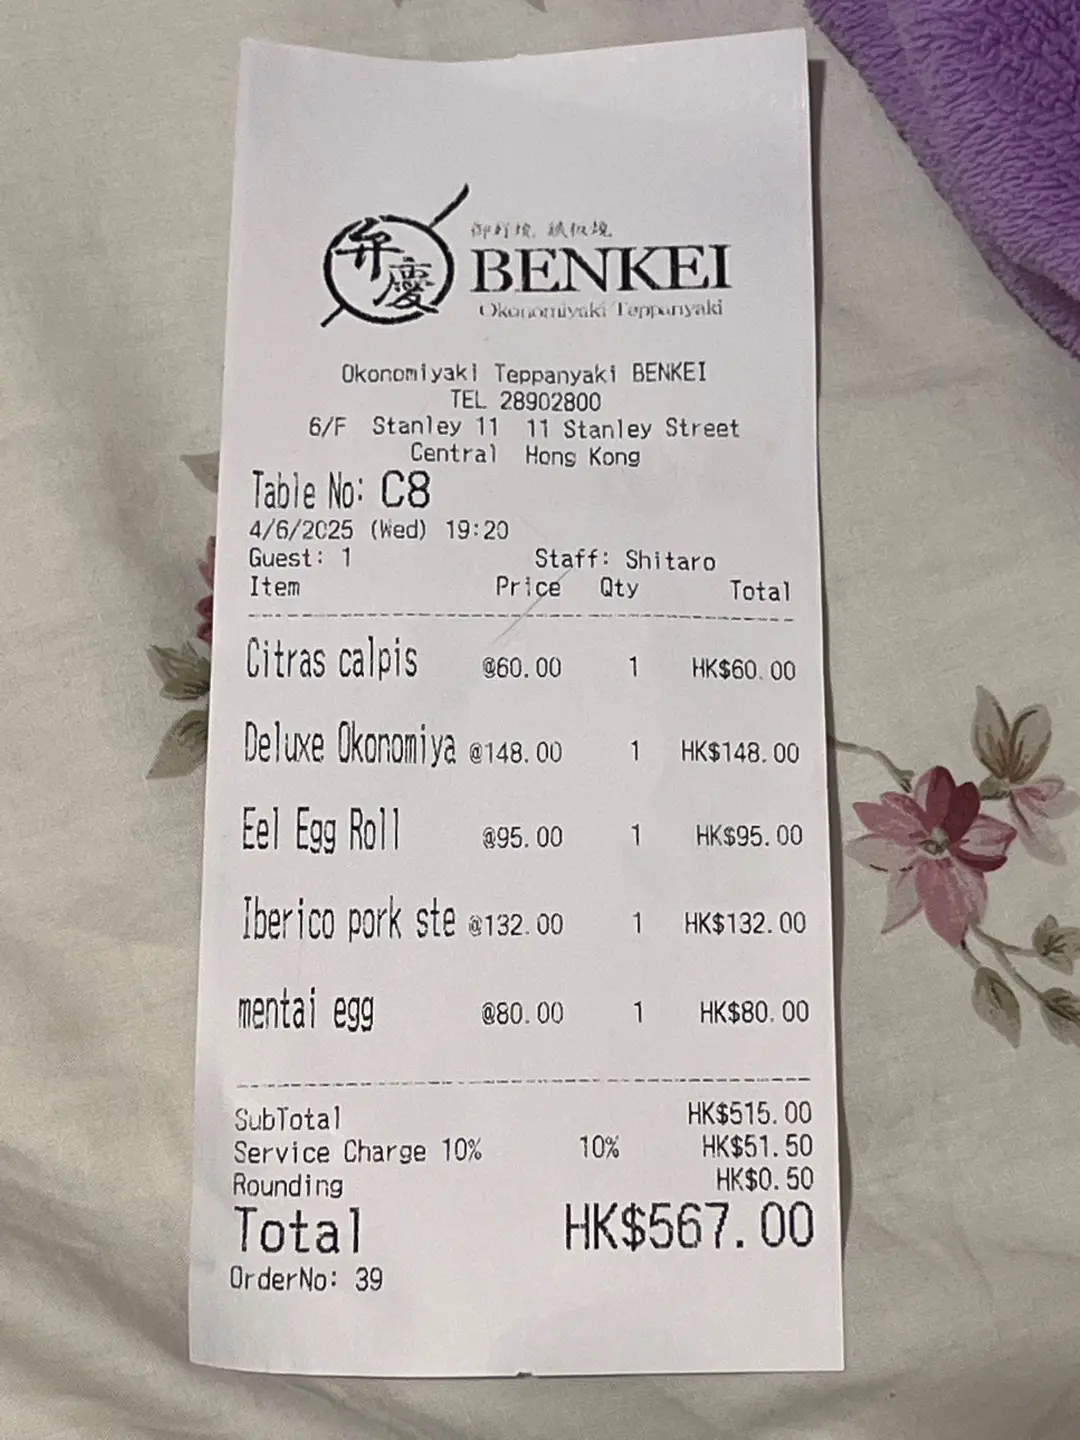 弁慶
御好燒 鐵板燒
BENKEI
Okonomiyaki Teppanyaki
Okonomiyaki Teppanyaki BENKEI
TEL 28902800
6/F Stanley 11 11 Stanley Street
Central Hong Kong
Table No: C8
4/6/2025 (Wed) 19:20
Guest: 1 Staff: Shitaro
Item Price Qty Total
Citras calpis @60.00 1 HK$60.00
Deluxe Okonomiya @148.00 1 HK$148.00
Eel Egg Roll @95.00 1 HK$95.00
Iberico pork ste @132.00 1 HK$132.00
mentai egg @80.00 1 HK$80.00
SubTotal HK$515.00
Service Charge 10% 10% HK$51.50
Rounding HK$0.50
Total HK$567.00
OrderNo: 39